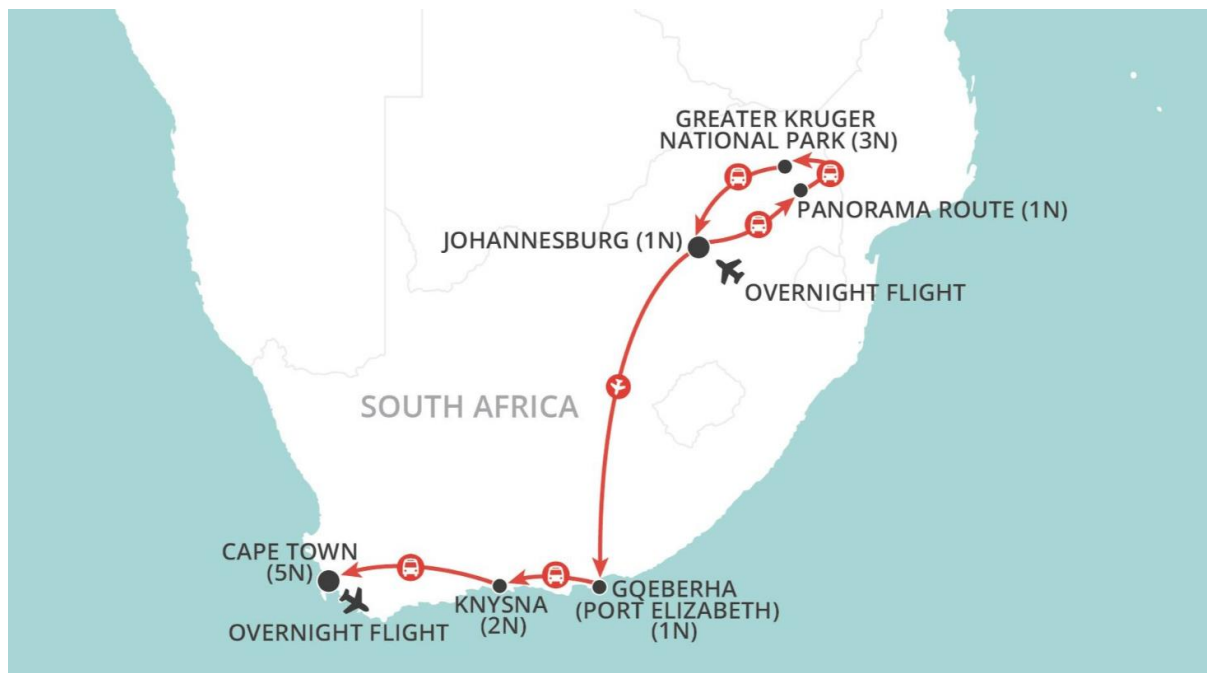 GREATER KRUGER
NATIONAL PARK (3N)
PANORAMA ROUTE (1N)
JOHANNESBURG (1N)
OVERNIGHT FLIGHT
SOUTH AFRICA
CAPE TOWN
(5N)
OVERNIGHT FLIGHT
KNYSNA
(2N)
GQEBERHA
(PORT ELIZABETH)
(1N)